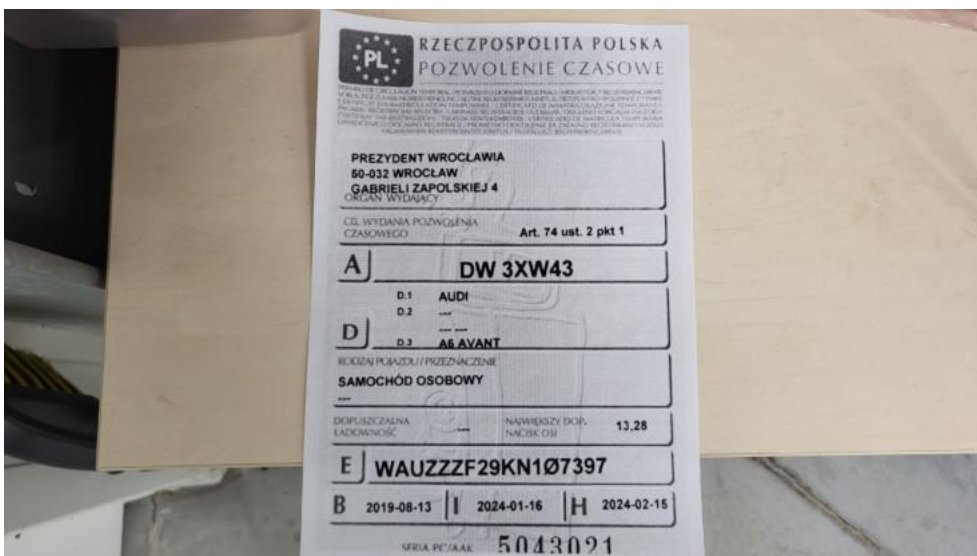 PL
RZECZPOSPOLITA POLSKA
POZWOLENIE CZASOWE
PREZYDENT WROCŁAWIA
50-032 WROCŁAW
GABRIELI ZAPOLSKIEJ 4
ORGAN WYDAJĄCY
CEL WYDANIA POZWOLENIA
CZASOWEGO Art. 74 ust. 2 pkt 1
A DW 3XW43
D.1 AUDI
D.2 ---
--- ---
D
D.3 A6 AVANT
RODZAJ POJAZDU / PRZEZNACZENIE
SAMOCHÓD OSOBOWY
---
DOPUSZCZALNA ŁADOWNOŚĆ --- NAJWIĘKSZY DOP. NACISK OSI 13,28
E WAUZZZF29KN1Ø7397
B 2019-08-13 I 2024-01-16 H 2024-02-15
SERIA PC/AAK 5043021